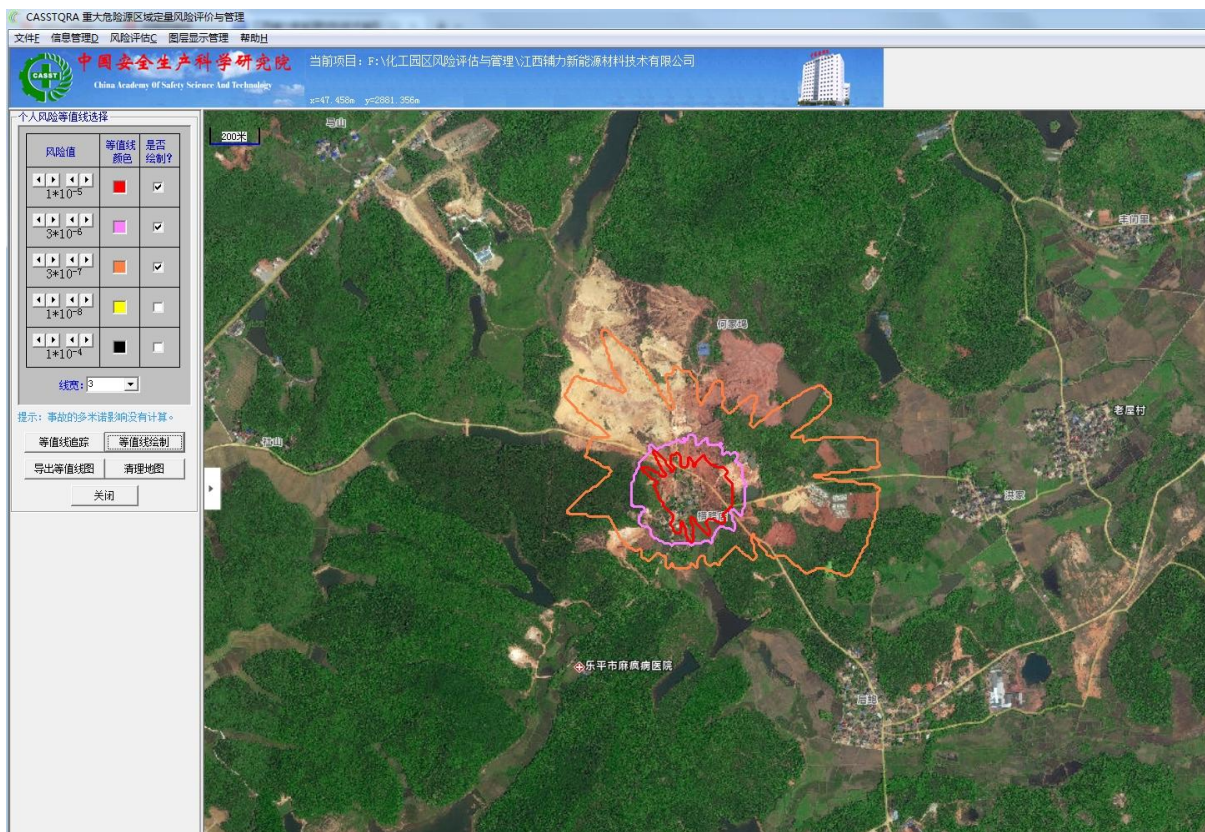 CASSTQRA 重大危险源区域定量风险评价与管理
文件F 信息管理D 风险评估C 图层显示管理 帮助H
CASST
中国安全生产科学研究院
China Academy Of Safety Science And Technology
当前项目：F:\化工园区风险评估与管理\江西辅力新能源材料技术有限公司
x=47.458m y=2881.356m
个人风险等值线选择
风险值 等值线颜色 是否绘制?
1*10-5
3*10-6
3*10-7
1*10-8
1*10-4
线宽: 3
提示: 事故的多米诺影响没有计算。
等值线追踪 等值线绘制
导出等值线图 清理地图
关闭
200米
马山
何家坞
老屋村
洪家
乐平市麻疯病医院